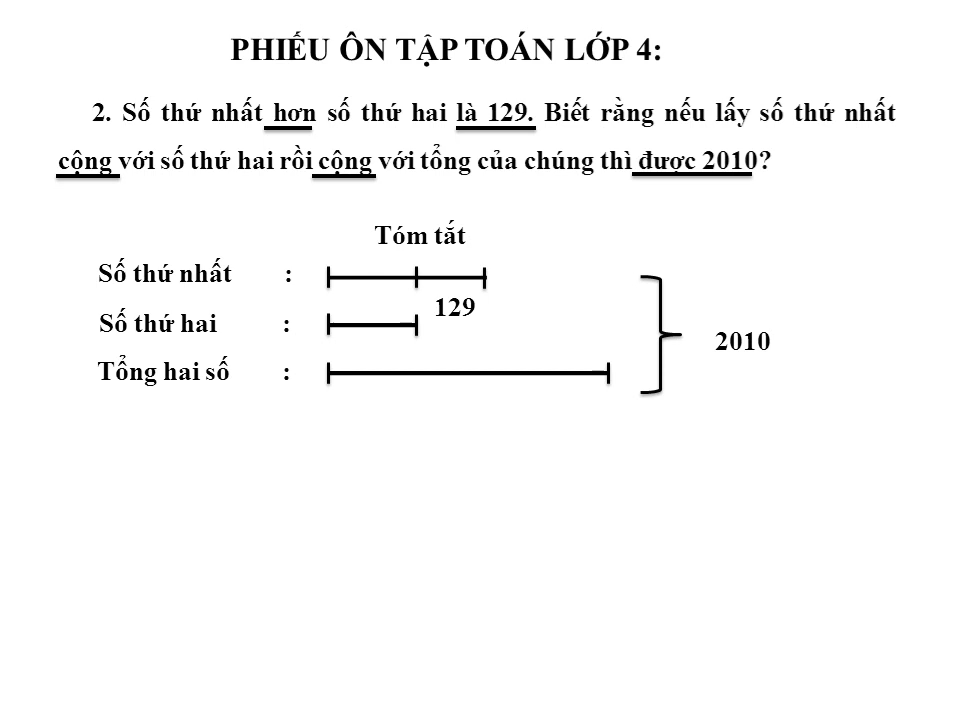 PHIẾU ÔN TẬP TOÁN LỚP 4:
2. Số thứ nhất hơn số thứ hai là 129. Biết rằng nếu lấy số thứ nhất
cộng với số thứ hai rồi cộng với tổng của chúng thì được 2010?
Tóm tắt
Số thứ nhất :
129
Số thứ hai :
2010
Tổng hai số :